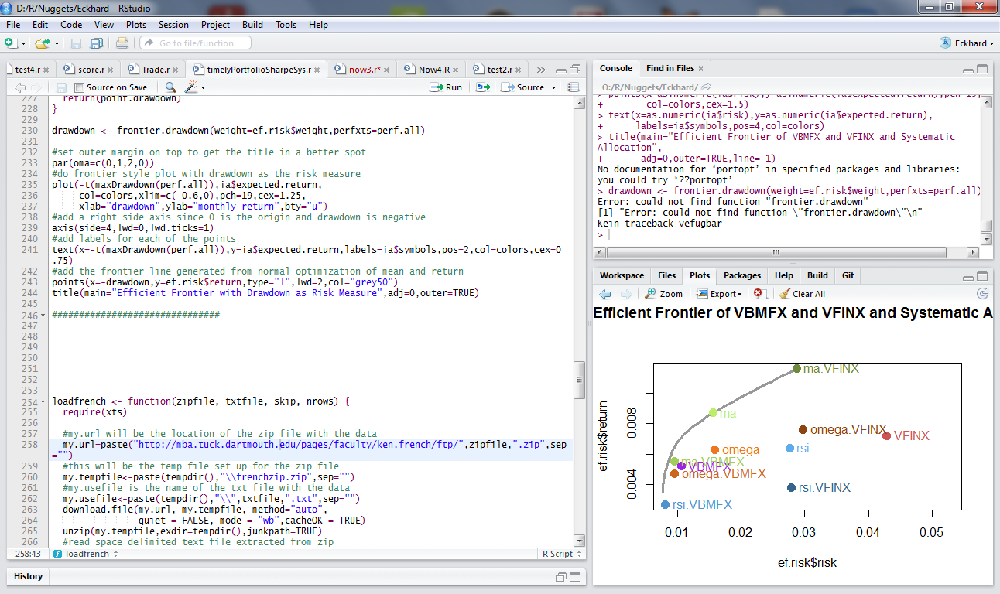 D:/R/Nuggets/Eckhard - RStudio
File Edit Code View Plots Session Project Build Tools Help
Go to file/function
Eckhard
test4.r score.r Trade.r timelyPortfolioSharpeSys.r now3.r* Now4.R test2.r
Source on Save Run Source
227 return(point.drawdown)
228 }
229
230 drawdown <- frontier.drawdown(weight=ef.risk$weight,perfxts=perf.all)
231
232 #set outer margin on top to get the title in a better spot
233 par(oma=c(0,1,2,0))
234 #do frontier style plot with drawdown as the risk measure
235 plot(-t(maxDrawdown(perf.all)),ia$expected.return,
236 col=colors,xlim=c(-0.6,0),pch=19,cex=1.25,
237 xlab="drawdown",ylab="monthly return",bty="u")
238 #add a right side axis since 0 is the origin and drawdown is negative
239 axis(side=4,lwd=0,lwd.ticks=1)
240 #add labels for each of the points
241 text(x=-t(maxDrawdown(perf.all)),y=ia$expected.return,labels=ia$symbols,pos=2,col=colors,cex=0
.75)
242 #add the frontier line generated from normal optimization of mean and return
243 points(x=-drawdown,y=ef.risk$return,type="l",lwd=2,col="grey50")
244 title(main="Efficient Frontier with Drawdown as Risk Measure",adj=0,outer=TRUE)
245
246 ###############################
247
248
249
250
251
252
253
254 loadfrench <- function(zipfile, txtfile, skip, nrows) {
255 require(xts)
256
257 #my.url will be the location of the zip file with the data
258 my.url=paste("http://mba.tuck.dartmouth.edu/pages/faculty/ken.french/ftp/",zipfile,".zip",sep
="")
259 #this will be the temp file set up for the zip file
260 my.tempfile<-paste(tempdir(),"\\frenchzip.zip",sep="")
261 #my.usefile is the name of the txt file with the data
262 my.usefile<-paste(tempdir(),"\\",txtfile,".txt",sep="")
263 download.file(my.url, my.tempfile, method="auto",
264 quiet = FALSE, mode = "wb",cacheOK = TRUE)
265 unzip(my.tempfile,exdir=tempdir(),junkpath=TRUE)
266 #read space delimited text file extracted from zip
258:43 loadfrench R Script
History
Console Find in Files
O:/R/Nuggets/Eckhard/
+ col=colors,cex=1.5)
> text(x=as.numeric(ia$risk),y=as.numeric(ia$expected.return),
+ labels=ia$symbols,pos=4,col=colors)
> title(main="Efficient Frontier of VBMFX and VFINX and Systematic
Allocation",
+ adj=0,outer=TRUE,line=-1)
No documentation for ‘portopt’ in specified packages and libraries:
you could try ‘??portopt’
> drawdown <- frontier.drawdown(weight=ef.risk$weight,perfxts=perf.all)
Error: could not find function "frontier.drawdown"
[1] "Error: could not find function \"frontier.drawdown\"\n"
Kein traceback vefügbar
>
Workspace Files Plots Packages Help Build Git
Zoom Export Clear All
Efficient Frontier of VBMFX and VFINX and Systematic A
ef.risk$return
0.008
0.004
ma.VFINX
ma
omega.VFINX
VFINX
omega
rsi
ma.VBMFX
VBMFX
omega.VBMFX
rsi.VFINX
rsi.VBMFX
0.01 0.02 0.03 0.04 0.05
ef.risk$risk